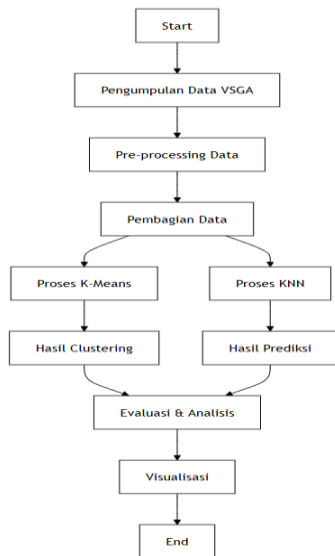 Start
Pengumpulan Data VSGA
Pre-processing Data
Pembagian Data
Proses K-Means
Proses KNN
Hasil Clustering
Hasil Prediksi
Evaluasi & Analisis
Visualisasi
End